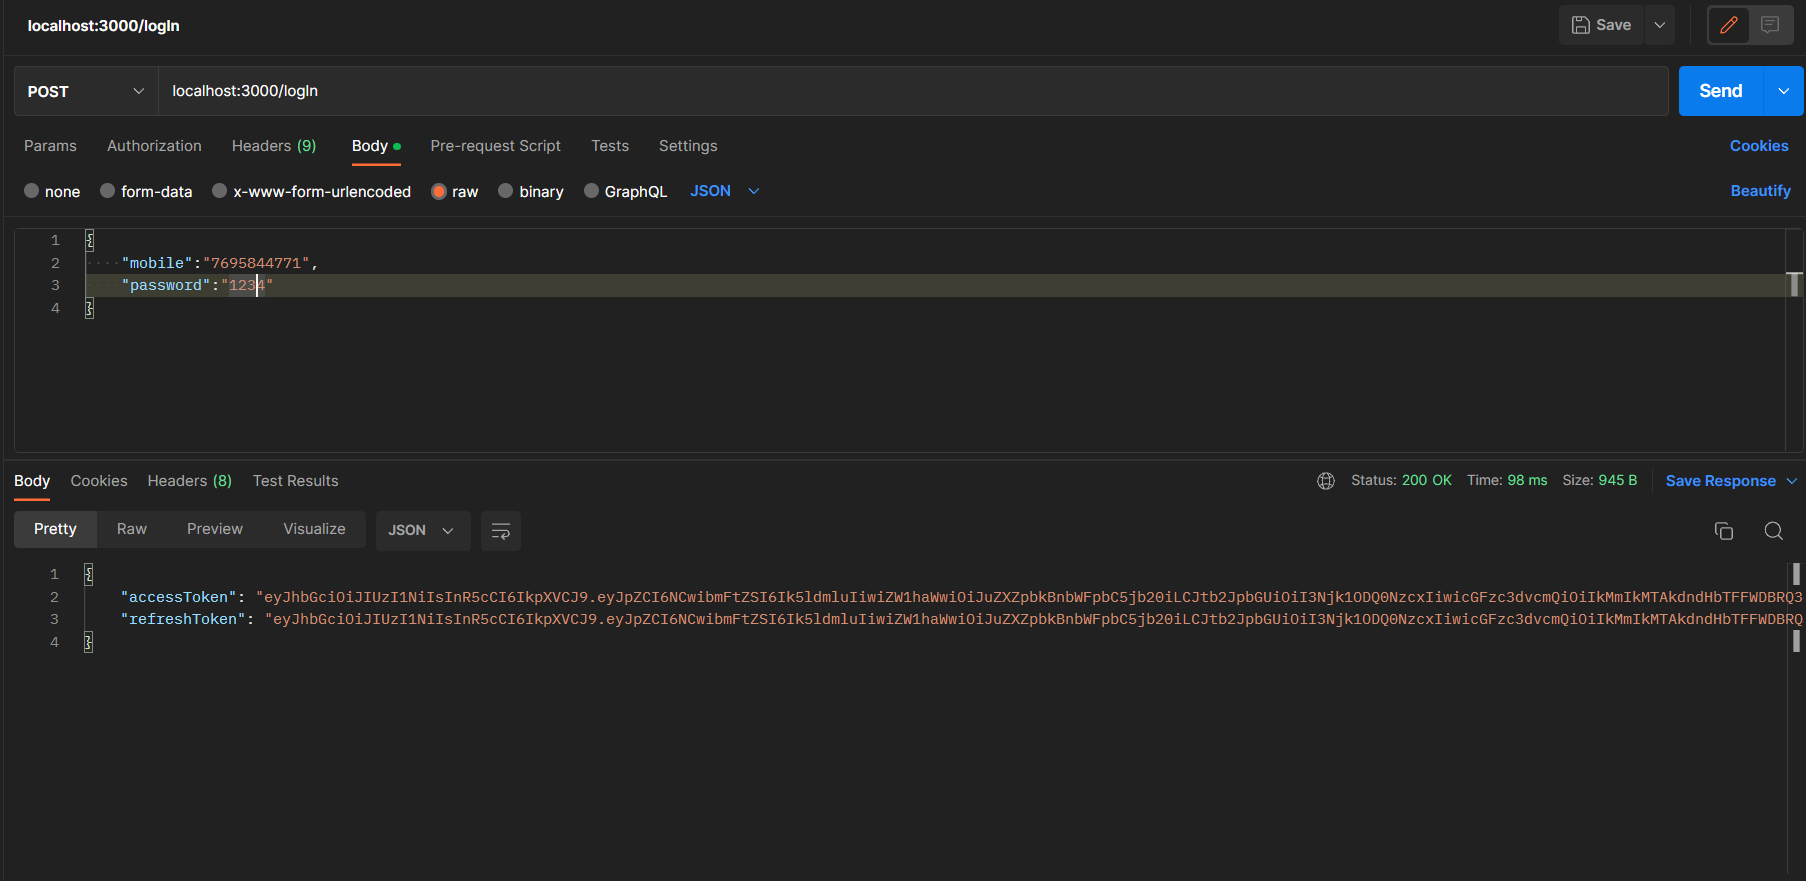 localhost:3000/logIn
Save
POST
localhost:3000/logIn
Send
Params Authorization Headers (9) Body Pre-request Script Tests Settings Cookies
none form-data x-www-form-urlencoded raw binary GraphQL JSON Beautify
1 {
2 "mobile":"7695844771",
3 "password":"1234"
4 }
Body Cookies Headers (8) Test Results Status: 200 OK Time: 98 ms Size: 945 B Save Response
Pretty Raw Preview Visualize JSON
1 {
2 "accessToken": "eyJhbGciOiJIUzI1NiIsInR5cCI6IkpXVCJ9.eyJpZCI6NCwibmFtZSI6Ik5ldmluIiwiZW1haWwiOiJuZXZpbkBnbWFpbC5jb20iLCJtb2JpbGUiOiI3Njk1ODQ0NzcxIiwicGFzc3dvcmQiOiIkMmIkMTAkdndHbTFFWDBRQ3
3 "refreshToken": "eyJhbGciOiJIUzI1NiIsInR5cCI6IkpXVCJ9.eyJpZCI6NCwibmFtZSI6Ik5ldmluIiwiZW1haWwiOiJuZXZpbkBnbWFpbC5jb20iLCJtb2JpbGUiOiI3Njk1ODQ0NzcxIiwicGFzc3dvcmQiOiIkMmIkMTAkdndHbTFFWDBRQ
4 }